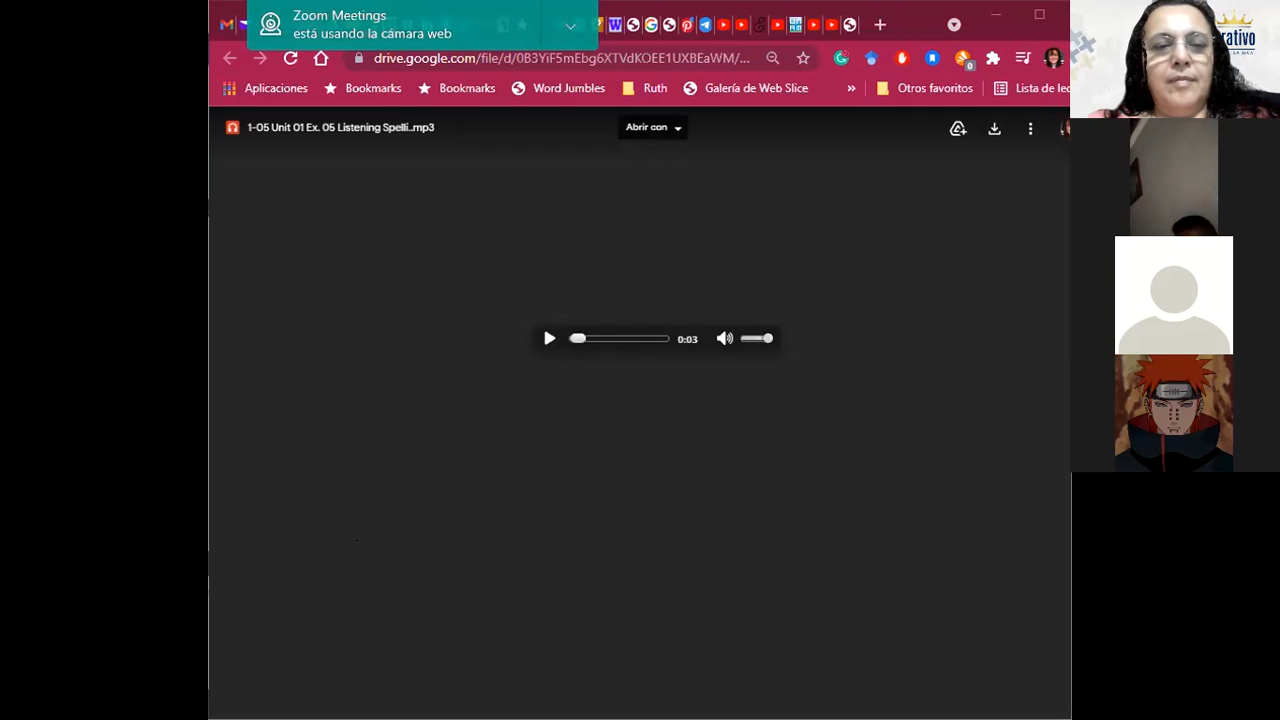 Zoom Meetings
está usando la cámara web
drive.google.com/file/d/0B3YiF5mEbg6XTVdKOEE1UXBEaWM/...
0
Aplicaciones Bookmarks Bookmarks Word Jumbles Ruth Galería de Web Slice » Otros favoritos Lista de lec
1-05 Unit 01 Ex. 05 Listening Spelli...mp3
Abrir con
0:03
rativo